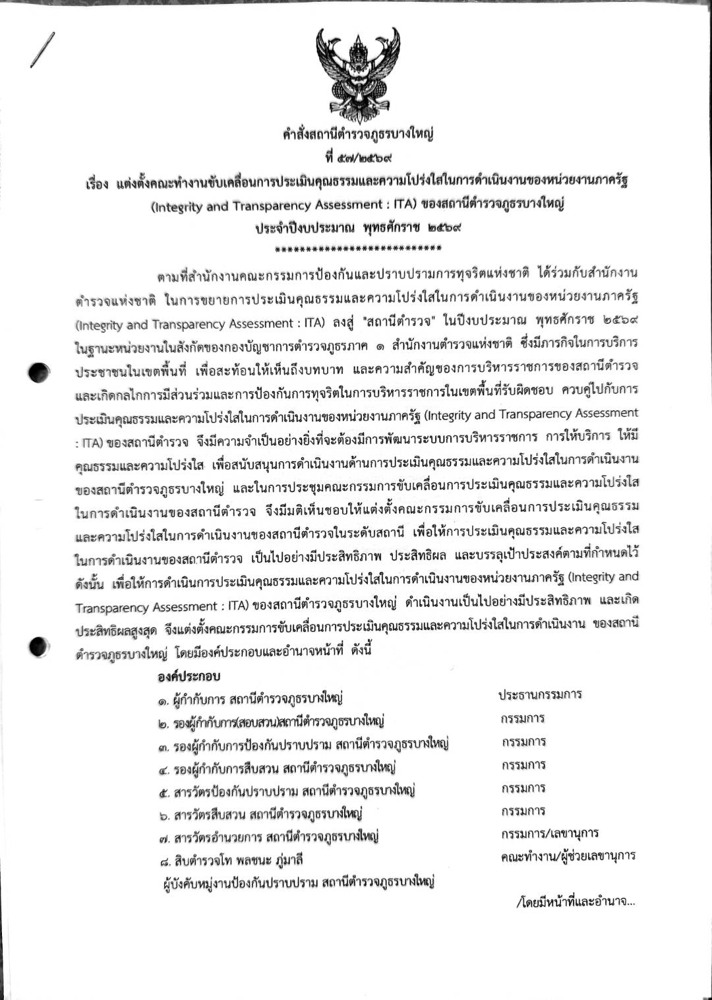 คำสั่งสถานีตำรวจภูธรบางใหญ่
ที่ ๕๗/๒๕๖๙
เรื่อง แต่งตั้งคณะทำงานขับเคลื่อนการประเมินคุณธรรมและความโปร่งใสในการดำเนินงานของหน่วยงานภาครัฐ
(Integrity and Transparency Assessment : ITA) ของสถานีตำรวจภูธรบางใหญ่
ประจำปีงบประมาณ พุทธศักราช ๒๕๖๙
***************************
ตามที่สำนักงานคณะกรรมการป้องกันและปราบปรามการทุจริตแห่งชาติ ได้ร่วมกับสำนักงาน
ตำรวจแห่งชาติ ในการขยายการประเมินคุณธรรมและความโปร่งใสในการดำเนินงานของหน่วยงานภาครัฐ
(Integrity and Transparency Assessment : ITA) ลงสู่ "สถานีตำรวจ" ในปีงบประมาณ พุทธศักราช ๒๕๖๙
ในฐานะหน่วยงานในสังกัดของกองบัญชาการตำรวจภูธรภาค ๑ สำนักงานตำรวจแห่งชาติ ซึ่งมีภารกิจในการบริการ
ประชาชนในเขตพื้นที่ เพื่อสะท้อนให้เห็นถึงบทบาท และความสำคัญของการบริหารราชการของสถานีตำรวจ
และเกิดกลไกการมีส่วนร่วมและการป้องกันการทุจริตในการบริหารราชการในเขตพื้นที่รับผิดชอบ ควบคู่ไปกับการ
ประเมินคุณธรรมและความโปร่งใสในการดำเนินงานของหน่วยงานภาครัฐ (Integrity and Transparency Assessment
: ITA) ของสถานีตำรวจ จึงมีความจำเป็นอย่างยิ่งที่จะต้องมีการพัฒนาระบบการบริหารราชการ การให้บริการ ให้มี
คุณธรรมและความโปร่งใส เพื่อสนับสนุนการดำเนินงานด้านการประเมินคุณธรรมและความโปร่งใสในการดำเนินงาน
ของสถานีตำรวจภูธรบางใหญ่ และในการประชุมคณะกรรมการขับเคลื่อนการประเมินคุณธรรมและความโปร่งใส
ในการดำเนินงานของสถานีตำรวจ จึงมีมติเห็นชอบให้แต่งตั้งคณะกรรมการขับเคลื่อนการประเมินคุณธรรม
และความโปร่งใสในการดำเนินงานของสถานีตำรวจในระดับสถานี เพื่อให้การประเมินคุณธรรมและความโปร่งใส
ในการดำเนินงานของสถานีตำรวจ เป็นไปอย่างมีประสิทธิภาพ ประสิทธิผล และบรรลุเป้าประสงค์ตามที่กำหนดไว้
ดังนั้น เพื่อให้การดำเนินการประเมินคุณธรรมและความโปร่งใสในการดำเนินงานของหน่วยงานภาครัฐ (Integrity and
Transparency Assessment : ITA) ของสถานีตำรวจภูธรบางใหญ่ ดำเนินงานเป็นไปอย่างมีประสิทธิภาพ และเกิด
ประสิทธิผลสูงสุด จึงแต่งตั้งคณะกรรมการขับเคลื่อนการประเมินคุณธรรมและความโปร่งใสในการดำเนินงาน ของสถานี
ตำรวจภูธรบางใหญ่ โดยมีองค์ประกอบและอำนาจหน้าที่ ดังนี้
องค์ประกอบ
๑. ผู้กำกับการ สถานีตำรวจภูธรบางใหญ่ ประธานกรรมการ
๒. รองผู้กำกับการ(สอบสวน)สถานีตำรวจภูธรบางใหญ่ กรรมการ
๓. รองผู้กำกับการป้องกันปราบปราม สถานีตำรวจภูธรบางใหญ่ กรรมการ
๔. รองผู้กำกับการสืบสวน สถานีตำรวจภูธรบางใหญ่ กรรมการ
๕. สารวัตรป้องกันปราบปราม สถานีตำรวจภูธรบางใหญ่ กรรมการ
๖. สารวัตรสืบสวน สถานีตำรวจภูธรบางใหญ่ กรรมการ
๗. สารวัตรอำนวยการ สถานีตำรวจภูธรบางใหญ่ กรรมการ/เลขานุการ
๘. สิบตำรวจโท พลชนะ ภู่มาลี คณะทำงาน/ผู้ช่วยเลขานุการ
ผู้บังคับหมู่งานป้องกันปราบปราม สถานีตำรวจภูธรบางใหญ่
/โดยมีหน้าที่และอำนาจ...